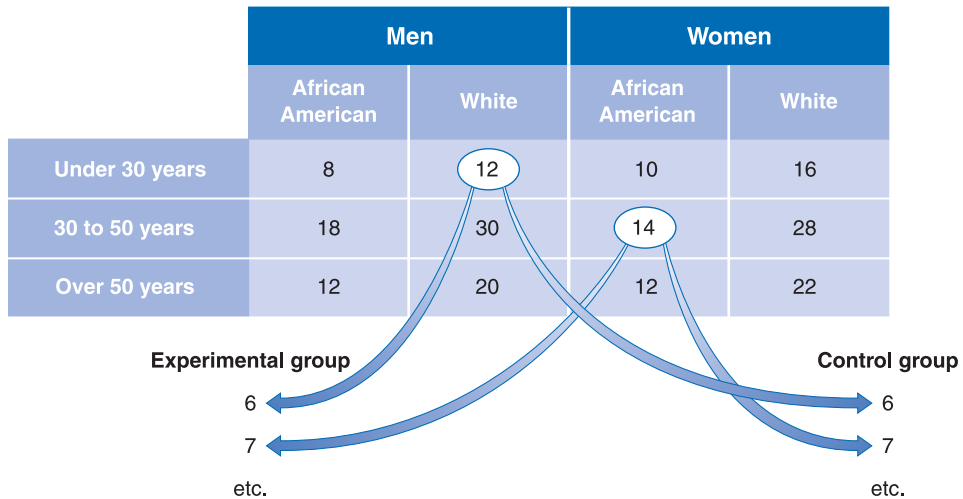 Men Women
African American White African American White
Under 30 years 8 12 10 16
30 to 50 years 18 30 14 28
Over 50 years 12 20 12 22
Experimental group Control group
6 6
7 7
etc. etc.